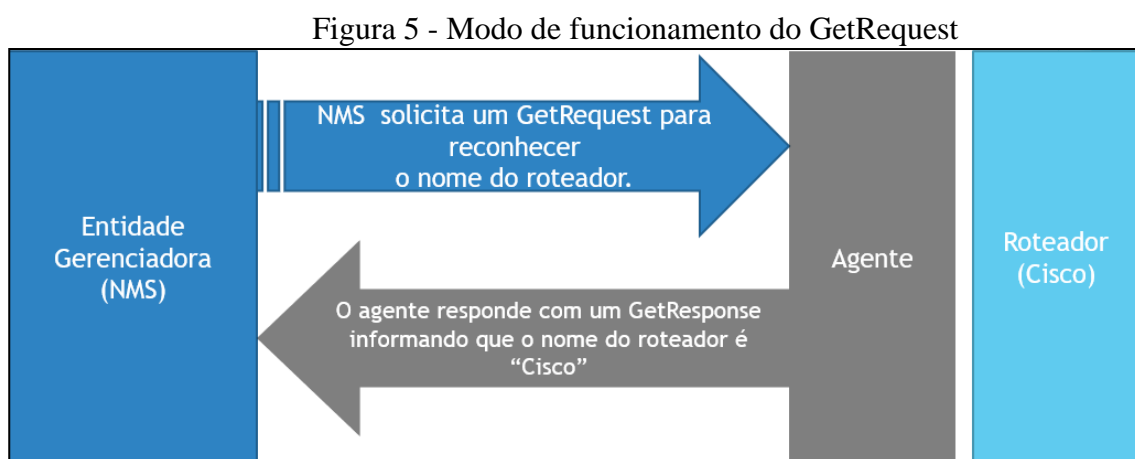 Figura 5 - Modo de funcionamento do GetRequest
NMS solicita um GetRequest para
reconhecer
o nome do roteador.
Entidade
Gerenciadora
(NMS)
Agente
Roteador
(Cisco)
O agente responde com um GetResponse
informando que o nome do roteador é
“Cisco”